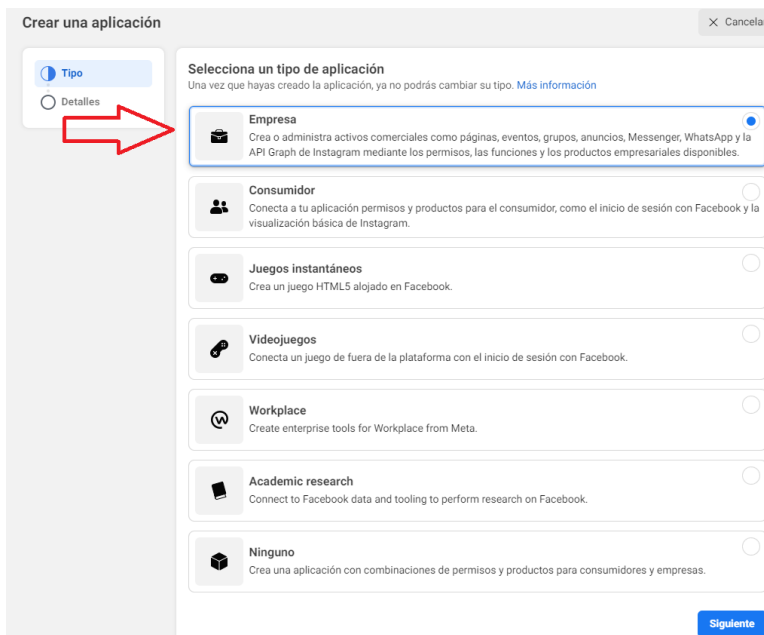 Crear una aplicación
Cancela
Tipo
Detalles
Selecciona un tipo de aplicación
Una vez que hayas creado la aplicación, ya no podrás cambiar su tipo. Más información
Empresa
Crea o administra activos comerciales como páginas, eventos, grupos, anuncios, Messenger, WhatsApp y la
API Graph de Instagram mediante los permisos, las funciones y los productos empresariales disponibles.
Consumidor
Conecta a tu aplicación permisos y productos para el consumidor, como el inicio de sesión con Facebook y la
visualización básica de Instagram.
Juegos instantáneos
Crea un juego HTML5 alojado en Facebook.
Videojuegos
Conecta un juego de fuera de la plataforma con el inicio de sesión con Facebook.
Workplace
Create enterprise tools for Workplace from Meta.
Academic research
Connect to Facebook data and tooling to perform research on Facebook.
Ninguno
Crea una aplicación con combinaciones de permisos y productos para consumidores y empresas.
Siguiente